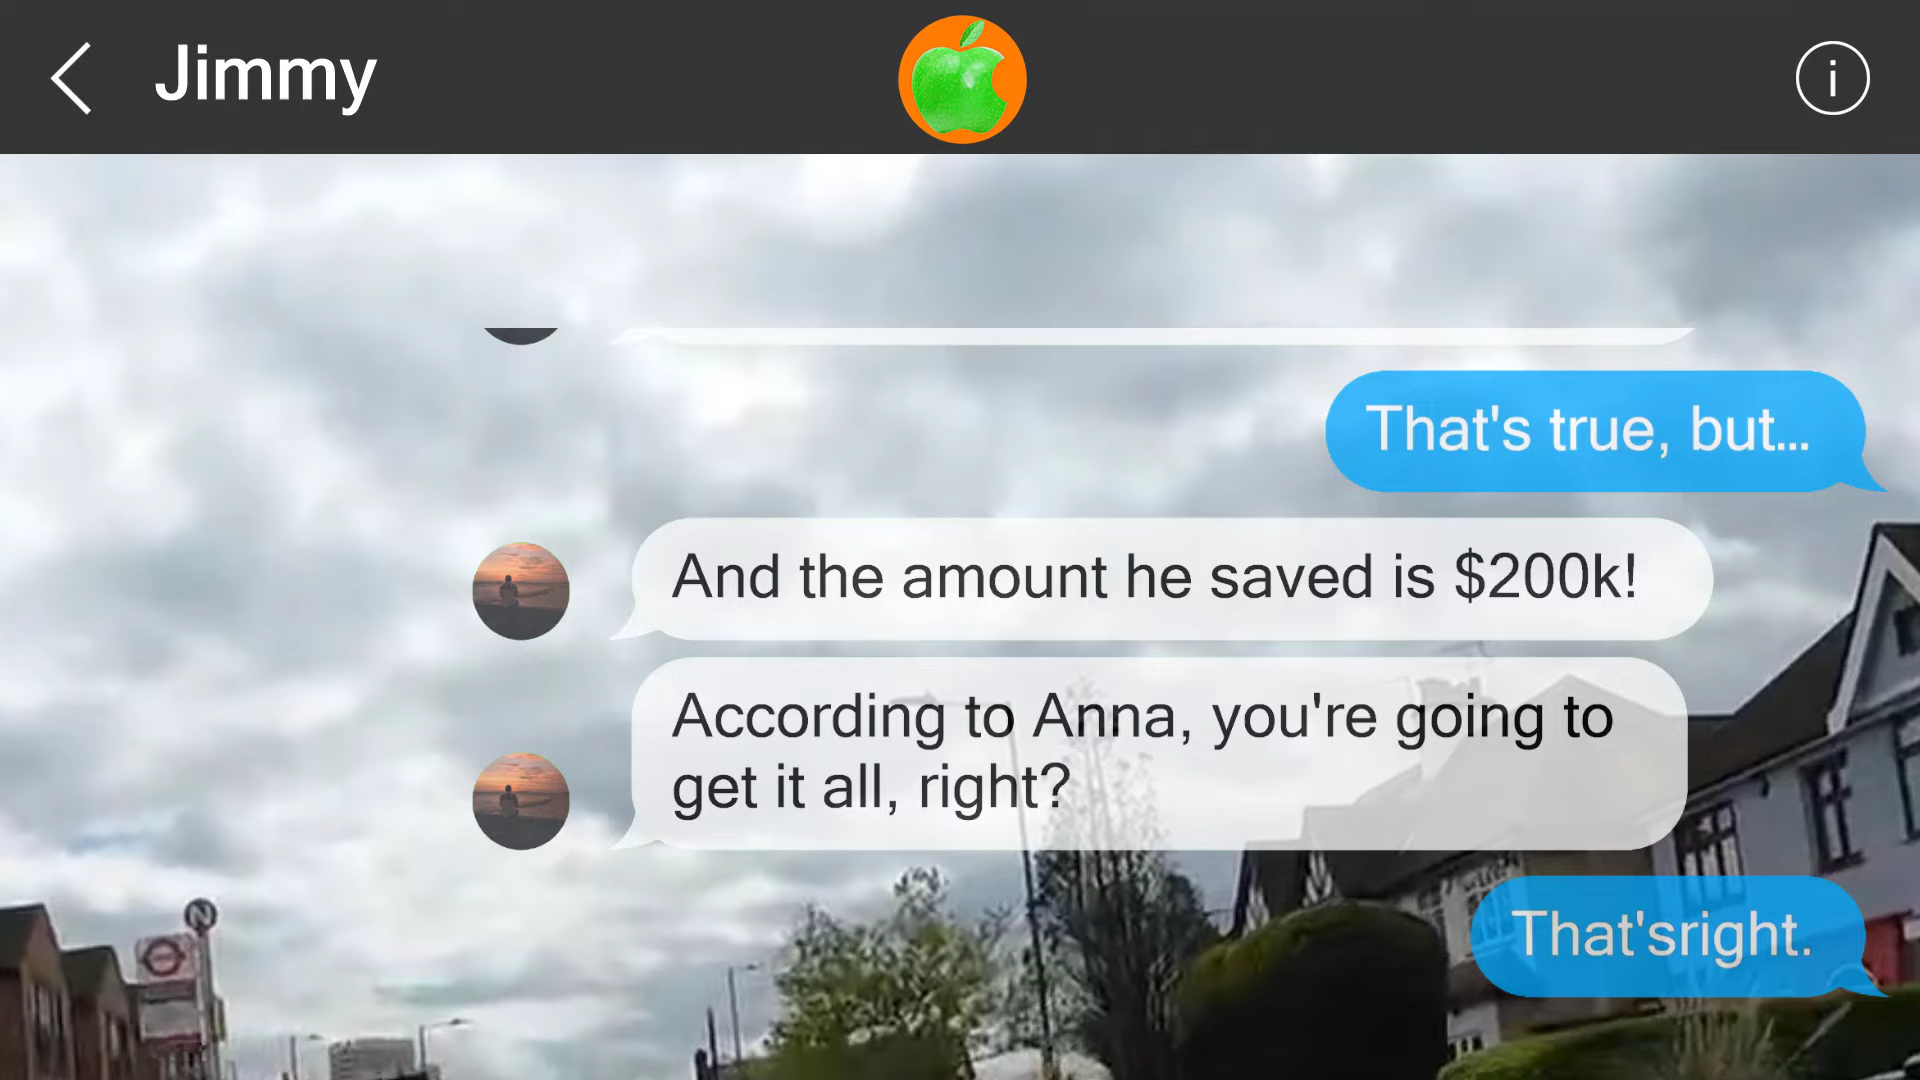 Jimmy
i
That's true, but...
And the amount he saved is $200k!
According to Anna, you're going to
get it all, right?
That'sright.
N